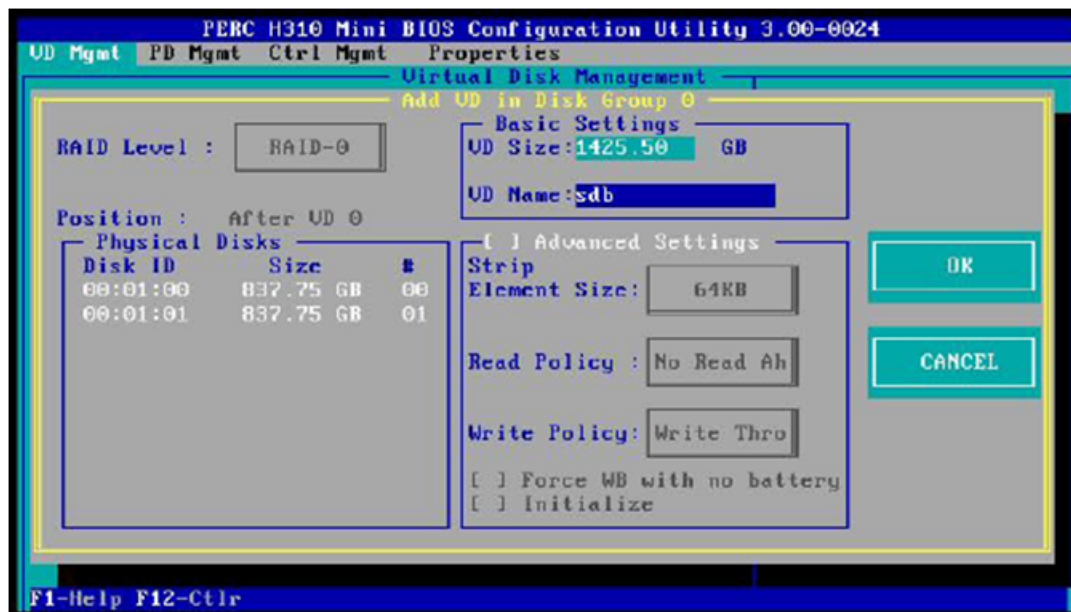 PERC H310 Mini BIOS Configuration Utility 3.00-0024
VD Mgmt PD Mgmt Ctrl Mgmt Properties
Virtual Disk Management
Add VD in Disk Group 0
RAID Level : RAID-0
Position : After VD 0
Physical Disks
Disk ID Size #
00:01:00 837.75 GB 00
00:01:01 837.75 GB 01
Basic Settings
VD Size:1425.50 GB
VD Name:sdb
[ ] Advanced Settings
Strip
Element Size: 64KB
Read Policy : No Read Ah
Write Policy: Write Thro
[ ] Force WB with no battery
[ ] Initialize
OK
CANCEL
F1-Help F12-Ctlr